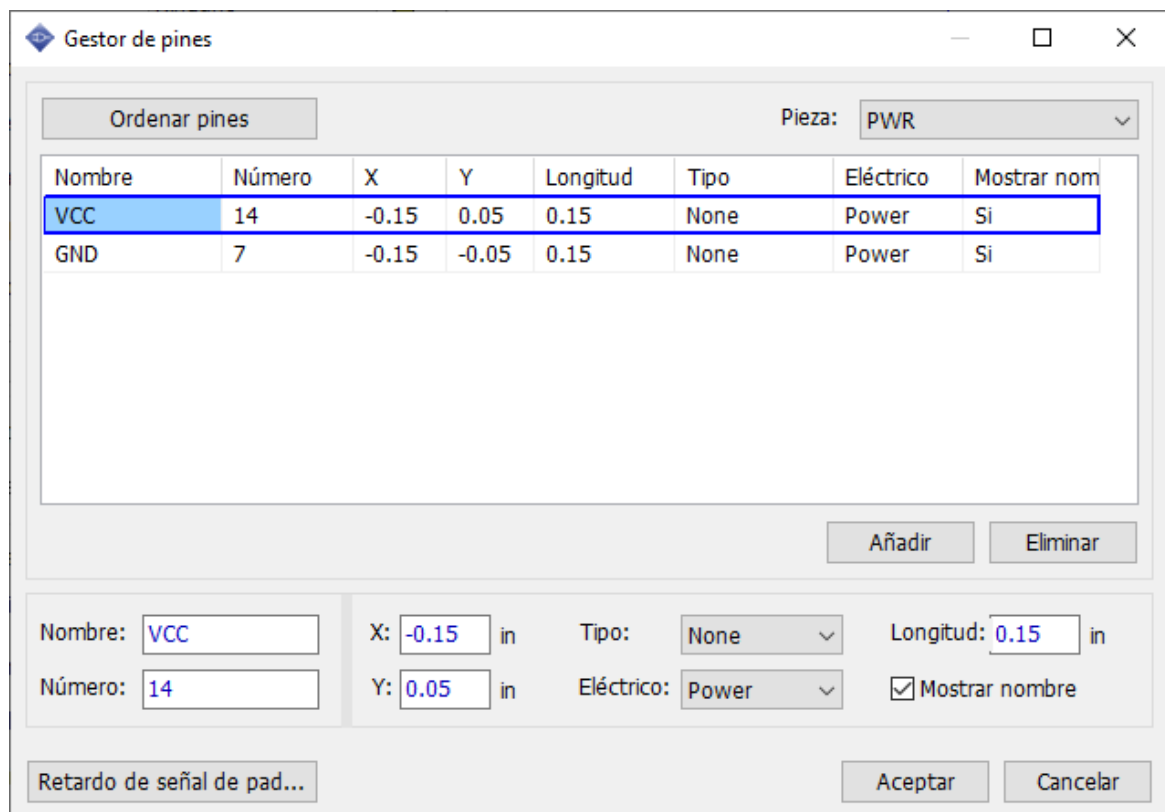 Gestor de pines
Ordenar pines Pieza: PWR
Nombre Número X Y Longitud Tipo Eléctrico Mostrar nom
VCC 14 -0.15 0.05 0.15 None Power Si
GND 7 -0.15 -0.05 0.15 None Power Si
Añadir Eliminar
Nombre: VCC X: -0.15 in Tipo: None Longitud: 0.15 in
Número: 14 Y: 0.05 in Eléctrico: Power Mostrar nombre
Retardo de señal de pad... Aceptar Cancelar